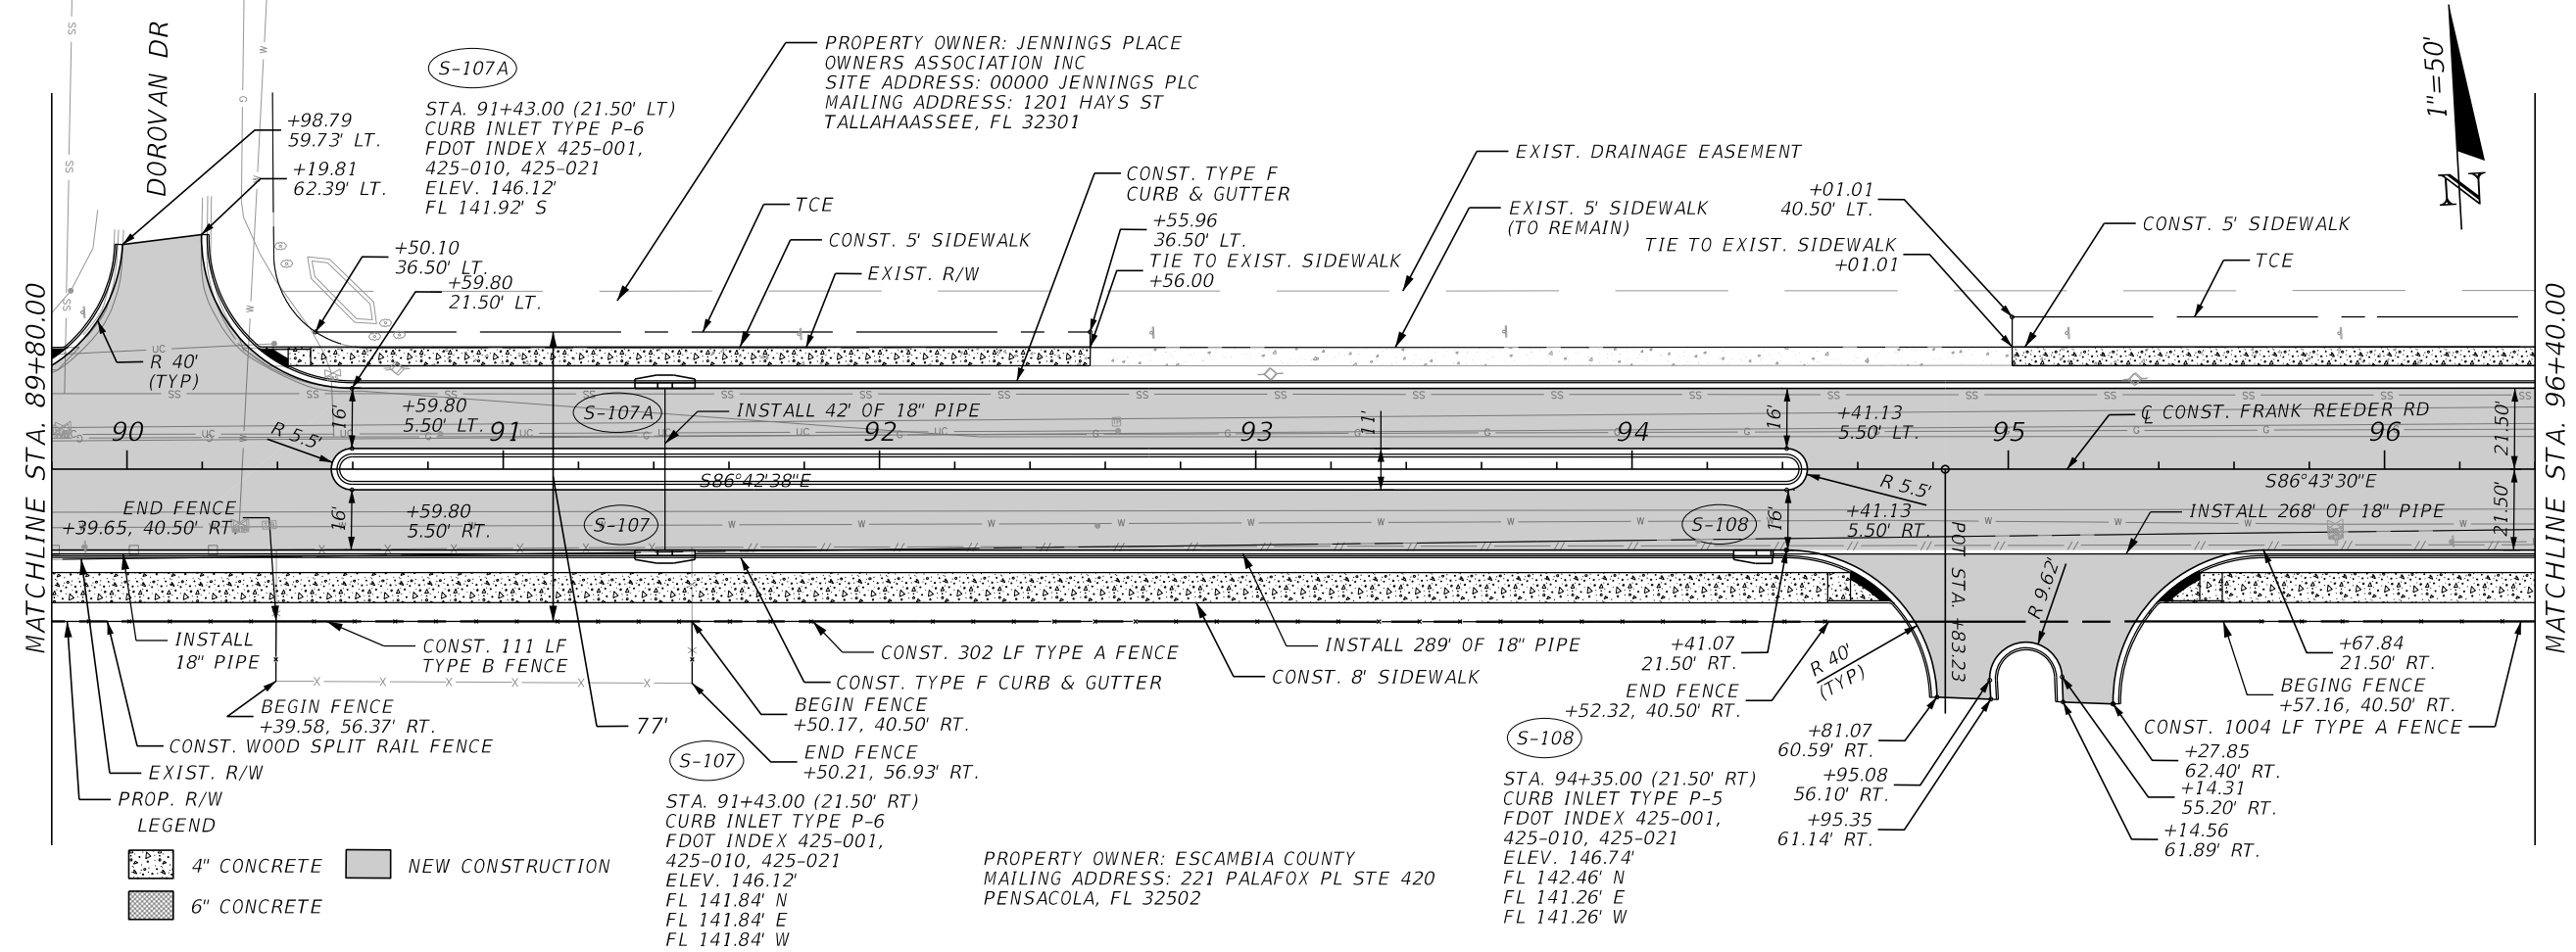 DOROVAN DR
+98.79
59.73' LT.
+19.81
62.39' LT.
S-107A
STA. 91+43.00 (21.50' LT)
CURB INLET TYPE P-6
FDOT INDEX 425-001,
425-010, 425-021
ELEV. 146.12'
FL 141.92' S
PROPERTY OWNER: JENNINGS PLACE
OWNERS ASSOCIATION INC
SITE ADDRESS: 00000 JENNINGS PLC
MAILING ADDRESS: 1201 HAYS ST
TALLAHAASSEE, FL 32301
TCE
CONST. 5' SIDEWALK
EXIST. R/W
CONST. TYPE F
CURB & GUTTER
+55.96
36.50' LT.
TIE TO EXIST. SIDEWALK
+56.00
EXIST. DRAINAGE EASEMENT
EXIST. 5' SIDEWALK
(TO REMAIN)
+01.01
40.50' LT.
TIE TO EXIST. SIDEWALK
+01.01
CONST. 5' SIDEWALK
TCE
1"=50'
N
+50.10
36.50' LT.
+59.80
21.50' LT.
MATCHLINE STA. 89+80.00
MATCHLINE STA. 96+40.00
R 40'
(TYP)
90
91
92
93
94
95
96
R 5.5'
16'
+59.80
5.50' LT.
S-107A
INSTALL 42' OF 18" PIPE
11'
16'
+41.13
5.50' LT.
℄ CONST. FRANK REEDER RD
21.50'
S86°42'38"E
R 5.5'
S86°43'30"E
END FENCE
+39.65, 40.50' RT.
16'
+59.80
5.50' RT.
S-107
S-108
16'
+41.13
5.50' RT.
INSTALL 268' OF 18" PIPE
21.50'
POT STA. +83.23
R 9.62'
INSTALL
18" PIPE
CONST. 111 LF
TYPE B FENCE
CONST. 302 LF TYPE A FENCE
CONST. TYPE F CURB & GUTTER
INSTALL 289' OF 18" PIPE
CONST. 8' SIDEWALK
+41.07
21.50' RT.
R 40'
(TYP)
END FENCE
+52.32, 40.50' RT.
+67.84
21.50' RT.
BEGING FENCE
+57.16, 40.50' RT.
CONST. 1004 LF TYPE A FENCE
BEGIN FENCE
+39.58, 56.37' RT.
77'
BEGIN FENCE
+50.17, 40.50' RT.
END FENCE
+50.21, 56.93' RT.
CONST. WOOD SPLIT RAIL FENCE
EXIST. R/W
PROP. R/W
+81.07
60.59' RT.
+95.08
56.10' RT.
+95.35
61.14' RT.
+27.85
62.40' RT.
+14.31
55.20' RT.
+14.56
61.89' RT.
LEGEND
4" CONCRETE
NEW CONSTRUCTION
6" CONCRETE
S-107
STA. 91+43.00 (21.50' RT)
CURB INLET TYPE P-6
FDOT INDEX 425-001,
425-010, 425-021
ELEV. 146.12'
FL 141.84' N
FL 141.84' E
FL 141.84' W
PROPERTY OWNER: ESCAMBIA COUNTY
MAILING ADDRESS: 221 PALAFOX PL STE 420
PENSACOLA, FL 32502
S-108
STA. 94+35.00 (21.50' RT)
CURB INLET TYPE P-5
FDOT INDEX 425-001,
425-010, 425-021
ELEV. 146.74'
FL 142.46' N
FL 141.26' E
FL 141.26' W